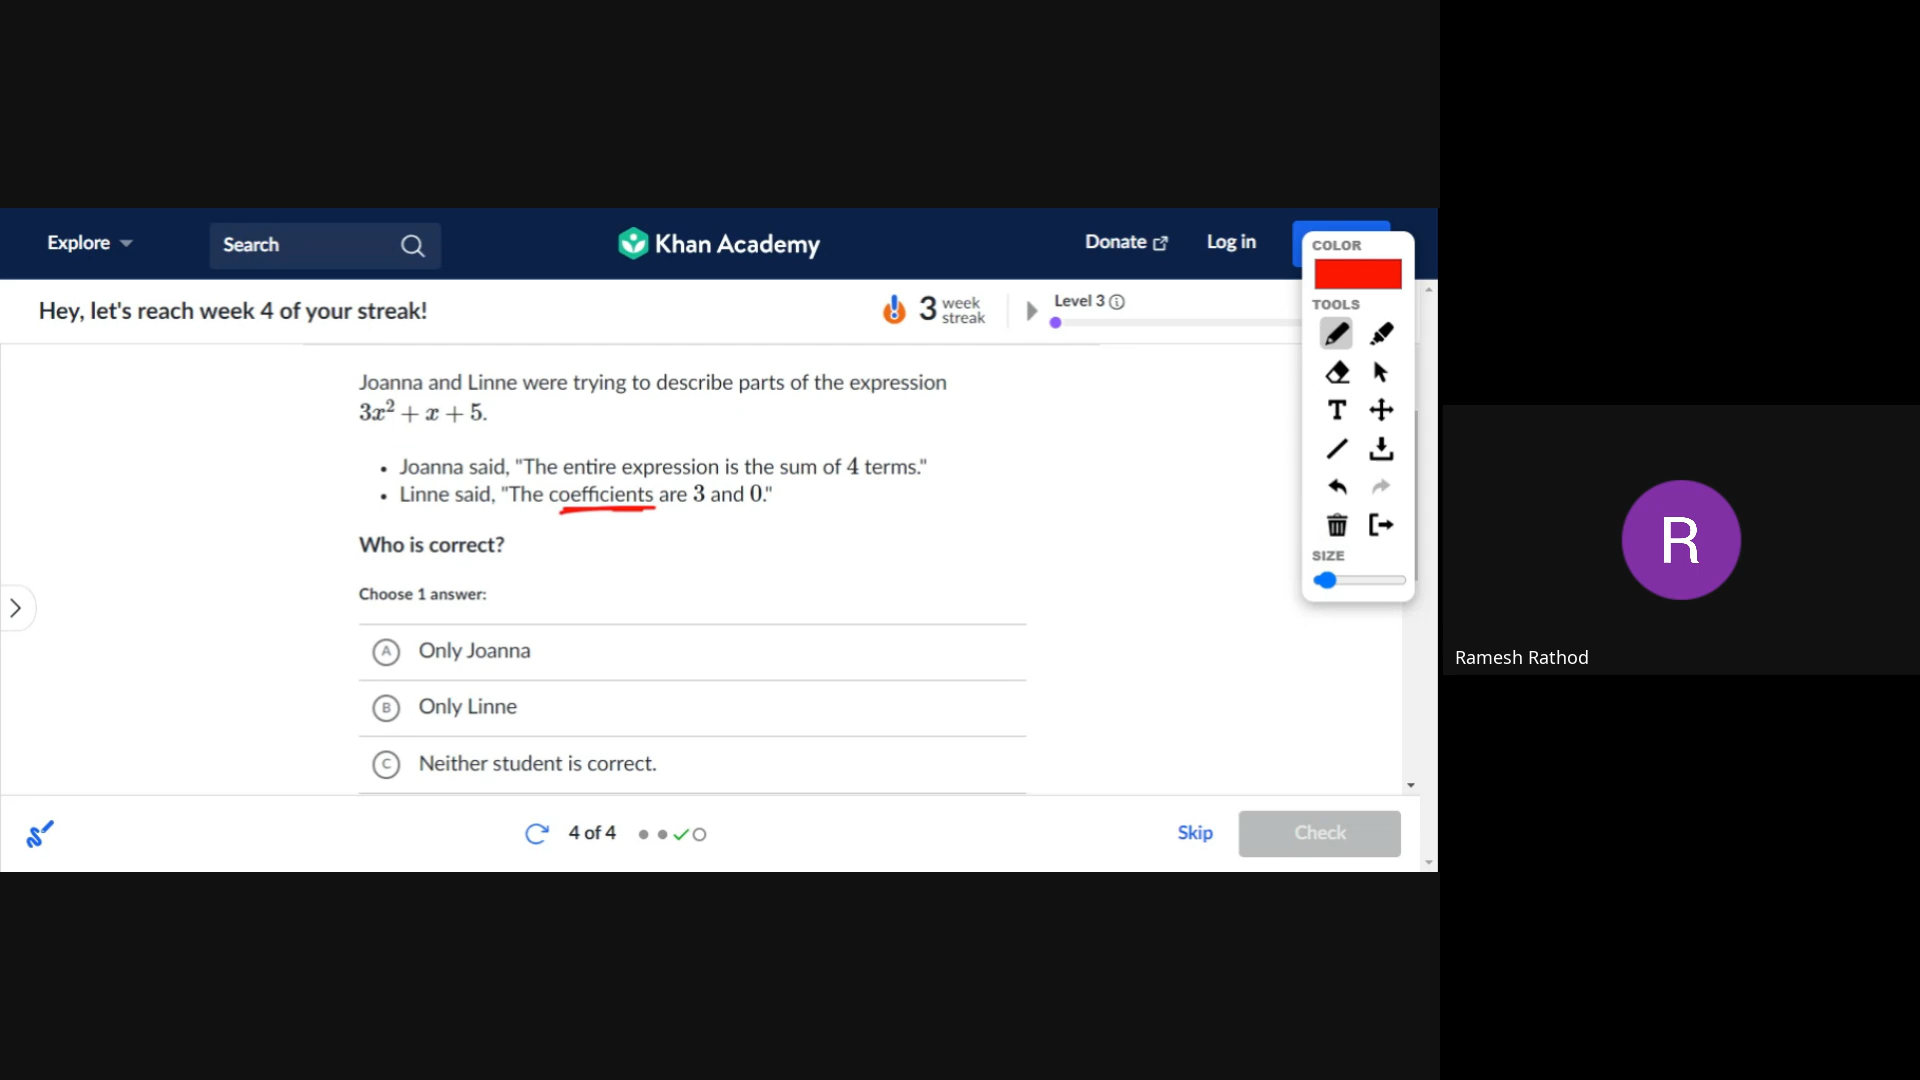 Explore
Search
Khan Academy
Donate
Log in
Hey, let's reach week 4 of your streak!
3 week streak
Level 3
COLOR
TOOLS
T
SIZE
Joanna and Linne were trying to describe parts of the expression
3x² + x + 5.
• Joanna said, "The entire expression is the sum of 4 terms."
• Linne said, "The coefficients are 3 and 0."
Who is correct?
Choose 1 answer:
A Only Joanna
B Only Linne
C Neither student is correct.
4 of 4
Skip
Check
R
Ramesh Rathod